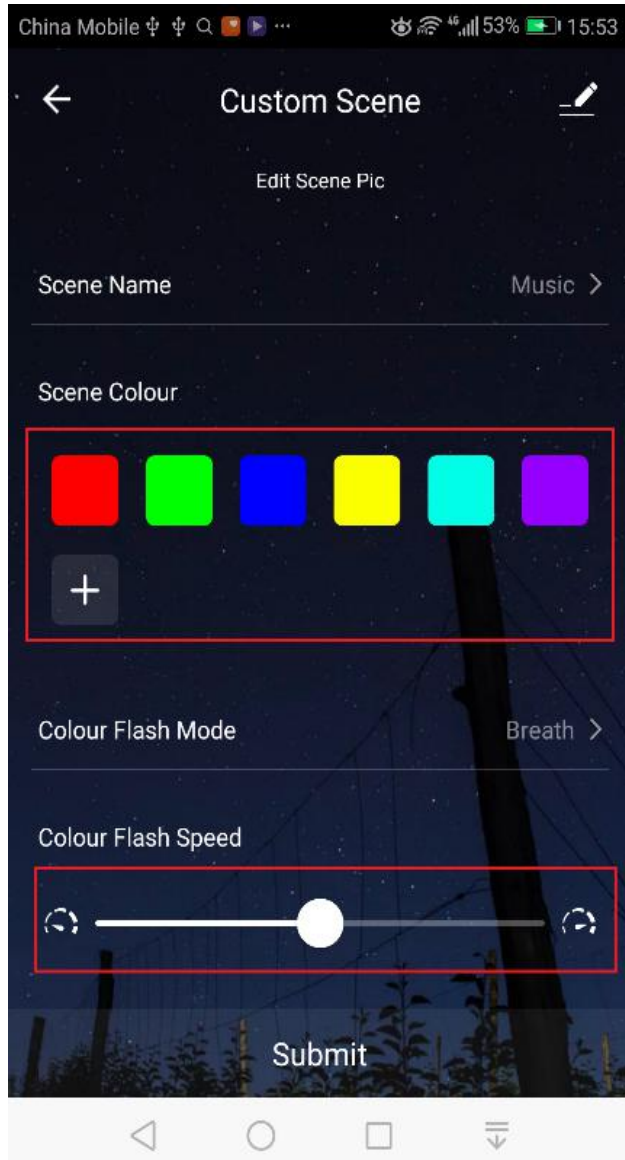 China Mobile 46 53% 15:53
Custom Scene
Edit Scene Pic
Scene Name Music
Scene Colour
Colour Flash Mode Breath
Colour Flash Speed
Submit